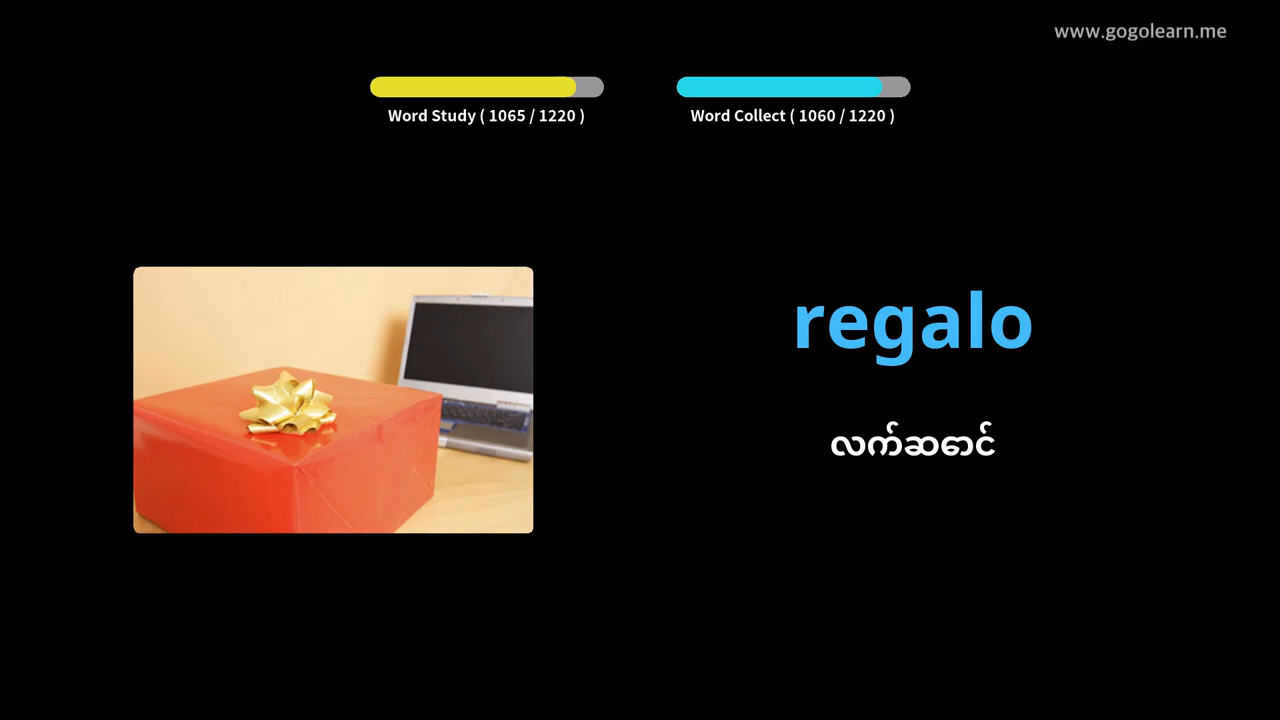 www.gogolearn.me
Word Study ( 1065 / 1220 )
Word Collect ( 1060 / 1220 )
regalo
လက်ဆောင်